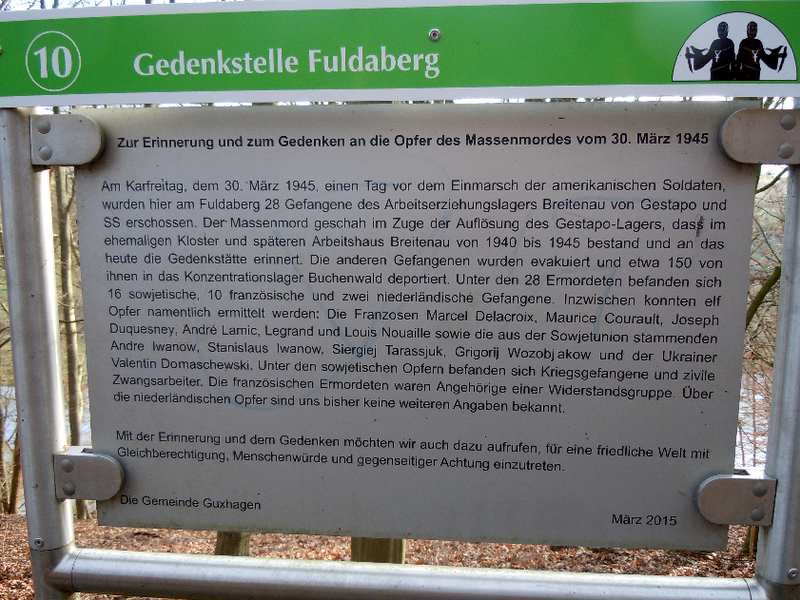 10
Gedenkstelle Fuldaberg
Zur Erinnerung und zum Gedenken an die Opfer des Massenmordes vom 30. März 1945
Am Karfreitag, dem 30. März 1945, einen Tag vor dem Einmarsch der amerikanischen Soldaten,
wurden hier am Fuldaberg 28 Gefangene des Arbeitserziehungslagers Breitenau von Gestapo und
SS erschossen. Der Massenmord geschah im Zuge der Auflösung des Gestapo-Lagers, dass im
ehemaligen Kloster und späteren Arbeitshaus Breitenau von 1940 bis 1945 bestand und an das
heute die Gedenkstätte erinnert. Die anderen Gefangenen wurden evakuiert und etwa 150 von
ihnen in das Konzentrationslager Buchenwald deportiert. Unter den 28 Ermordeten befanden sich
16 sowjetische, 10 französische und zwei niederländische Gefangene. Inzwischen konnten elf
Opfer namentlich ermittelt werden: Die Franzosen Marcel Delacroix, Maurice Courault, Joseph
Duquesney, André Lamic, Legrand und Louis Nouaille sowie die aus der Sowjetunion stammenden
Andre Iwanow, Stanislaus Iwanow, Siergiej Tarassjuk, Grigorij Wozobjakow und der Ukrainer
Valentin Domaschewski. Unter den sowjetischen Opfern befanden sich Kriegsgefangene und zivile
Zwangsarbeiter. Die französischen Ermordeten waren Angehörige einer Widerstandsgruppe. Über
die niederländischen Opfer sind uns bisher keine weiteren Angaben bekannt.
Mit der Erinnerung und dem Gedenken möchten wir auch dazu aufrufen, für eine friedliche Welt mit
Gleichberechtigung, Menschenwürde und gegenseitiger Achtung einzutreten.
Die Gemeinde Guxhagen
März 2015